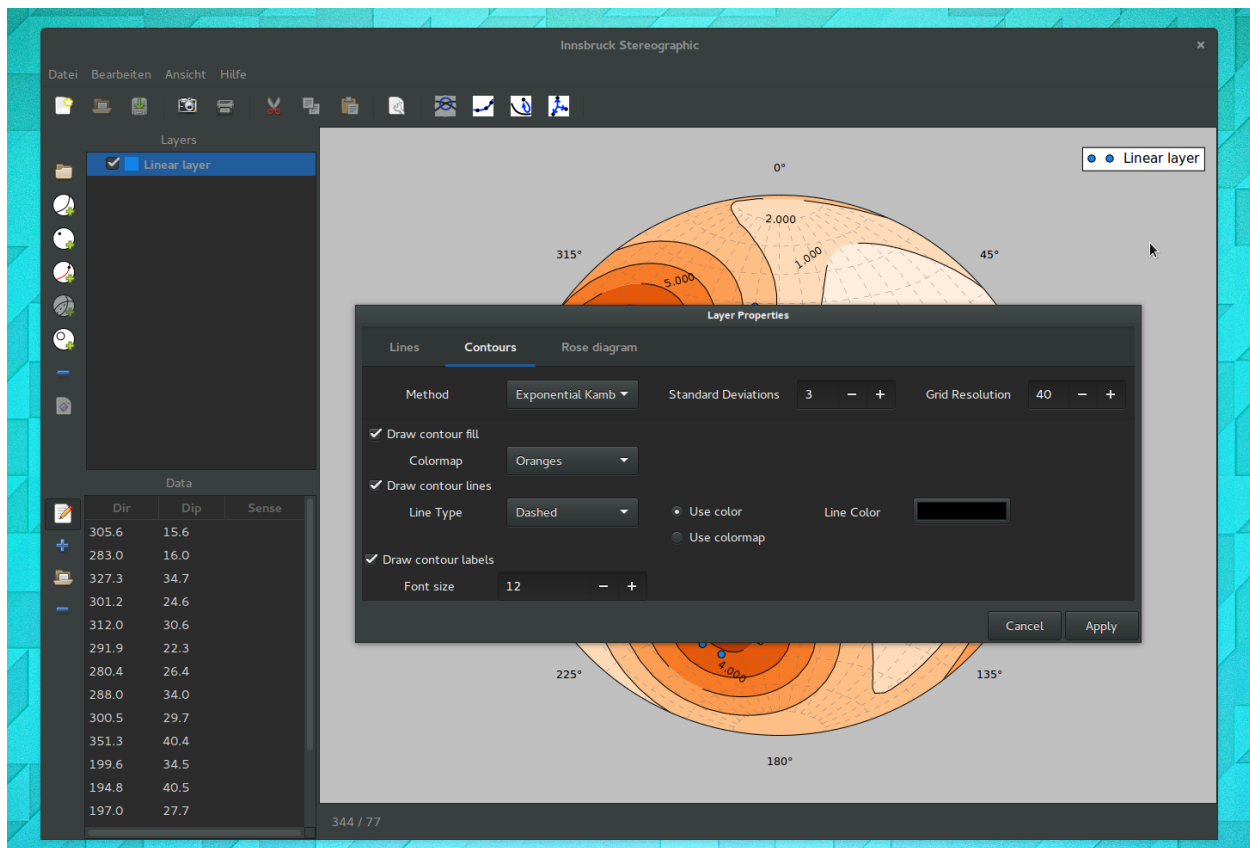 Innsbruck Stereographic
Datei Bearbeiten Ansicht Hilfe
Layers
Linear layer
Linear layer
0°
45°
135°
180°
225°
315°
2.000
1.000
5.000
4.000
Layer Properties
Lines Contours Rose diagram
Method Exponential Kamb Standard Deviations 3 − + Grid Resolution 40 − +
Draw contour fill
Colormap Oranges
Draw contour lines
Line Type Dashed Use color Line Color
Use colormap
Draw contour labels
Font size 12 − +
Cancel Apply
Data
Dir Dip Sense
305.6 15.6
283.0 16.0
327.3 34.7
301.2 24.6
312.0 30.6
291.9 22.3
280.4 26.4
288.0 34.0
300.5 29.7
351.3 40.4
199.6 34.5
194.8 40.5
197.0 27.7
344 / 77